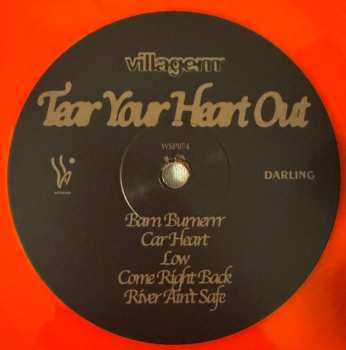 villagerrr
Tear Your Heart Out
WSP074
DARLING
Barn Burnerrr
Car Heart
Low
Come Right Back
River Ain't Safe